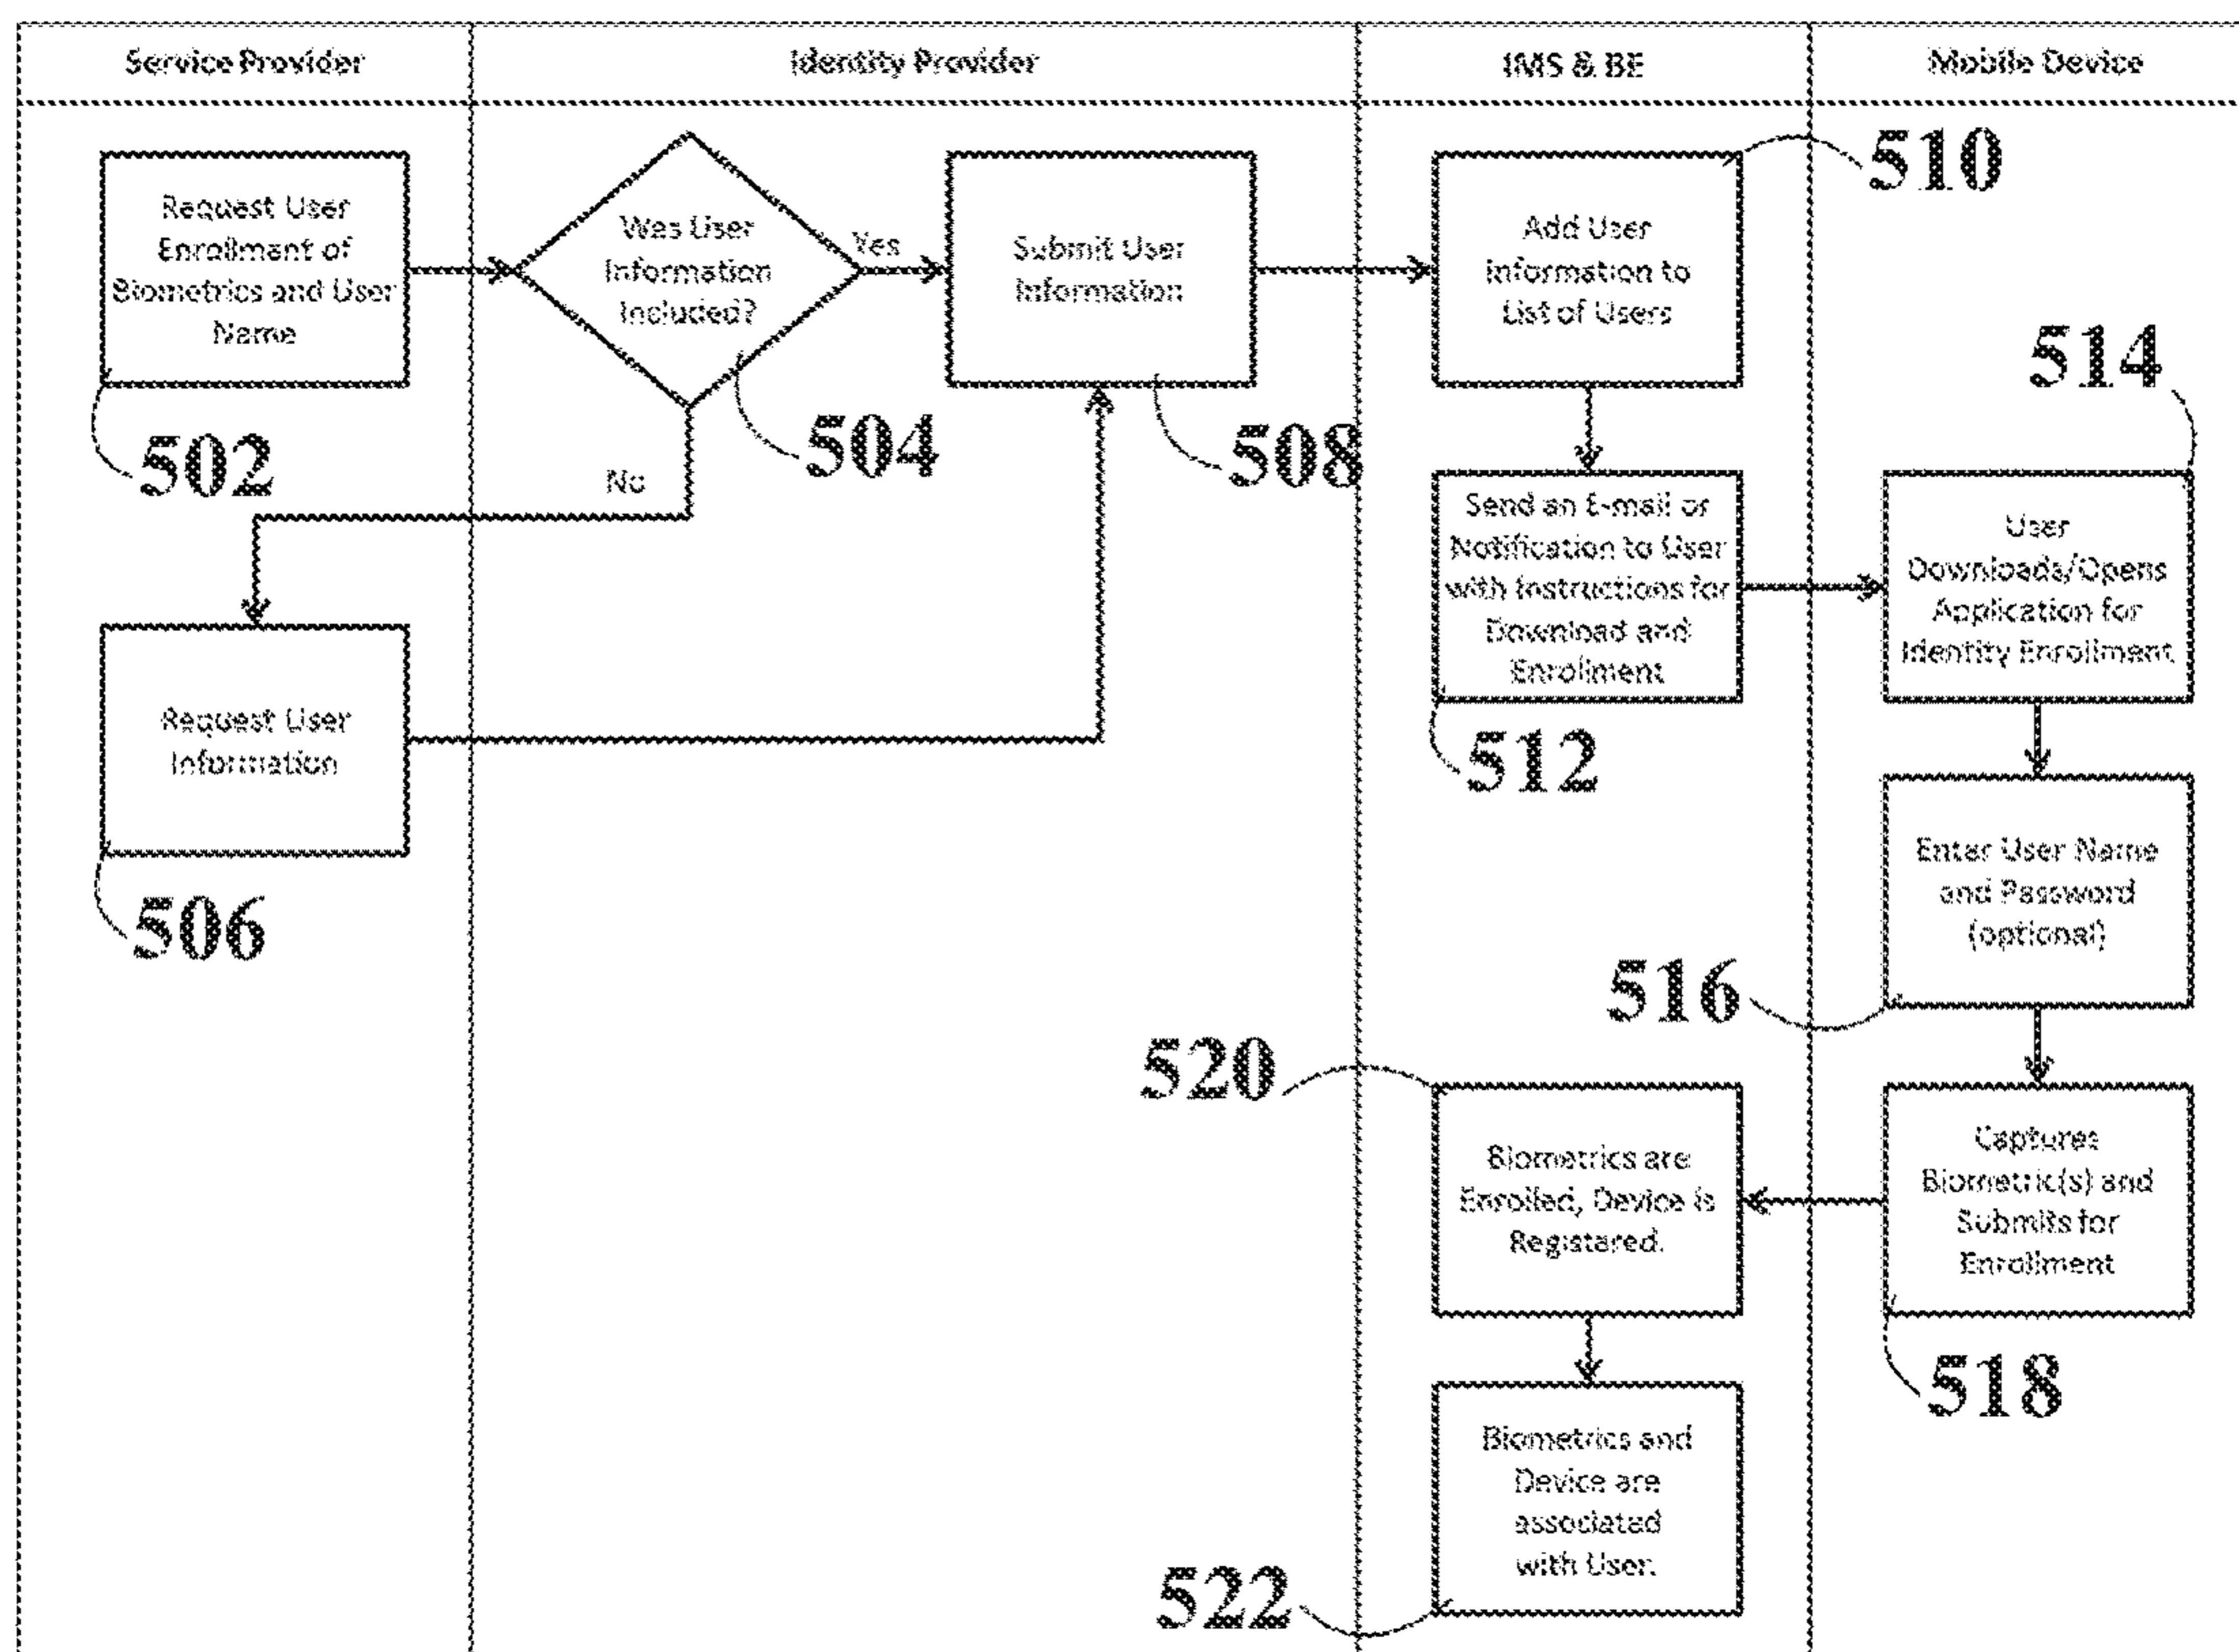 Service Provider
Identity Provider
IMS & BE
Mobile Device
Request User
Enrollment of
Biometrics and User
Name
502
Was User
Information
Included?
504
Yes
No
Submit User
Information
508
Request User
Information
506
Add User
Information to
List of Users
510
Send an E-mail or
Notification to User
with Instructions for
Download and
Enrollment
512
User
Downloads/Opens
Application for
Identity Enrollment
514
Enter User Name
and Password
(optional)
516
Captures
Biometric(s) and
Submits for
Enrollment
518
Biometrics are
Enrolled, Device is
Registared.
520
Biometrics and
Device are
associated
with User.
522